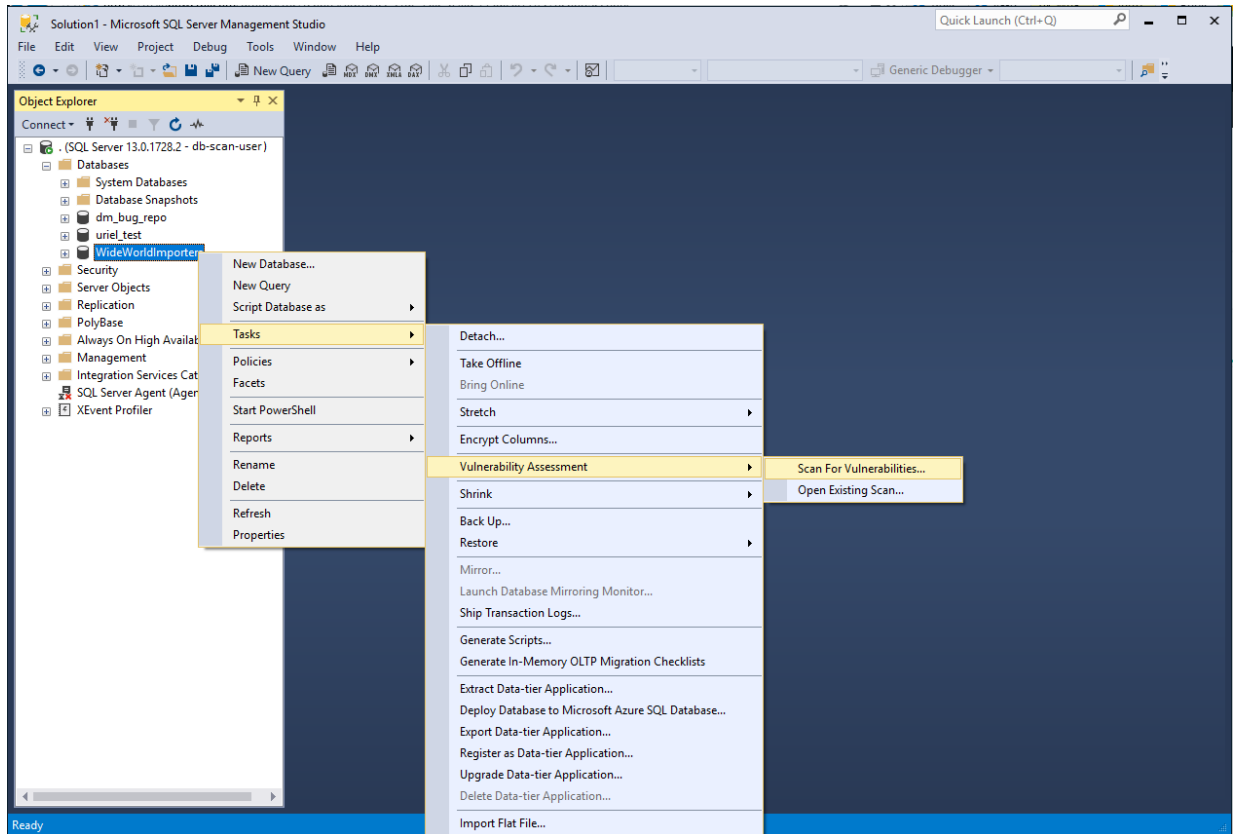 Solution1 - Microsoft SQL Server Management Studio
Quick Launch (Ctrl+Q)
File Edit View Project Debug Tools Window Help
New Query MDX DMX XMLA DAX Generic Debugger
Object Explorer
Connect
. (SQL Server 13.0.1728.2 - db-scan-user)
Databases
System Databases
Database Snapshots
dm_bug_repo
uriel_test
WideWorldImporter
Security
Server Objects
Replication
PolyBase
Always On High Availab
Management
Integration Services Cat
SQL Server Agent (Agen
XEvent Profiler
New Database...
New Query
Script Database as
Tasks
Policies
Facets
Start PowerShell
Reports
Rename
Delete
Refresh
Properties
Detach...
Take Offline
Bring Online
Stretch
Encrypt Columns...
Vulnerability Assessment
Shrink
Back Up...
Restore
Mirror...
Launch Database Mirroring Monitor...
Ship Transaction Logs...
Generate Scripts...
Generate In-Memory OLTP Migration Checklists
Extract Data-tier Application...
Deploy Database to Microsoft Azure SQL Database...
Export Data-tier Application...
Register as Data-tier Application...
Upgrade Data-tier Application...
Delete Data-tier Application...
Import Flat File...
Scan For Vulnerabilities...
Open Existing Scan...
Ready